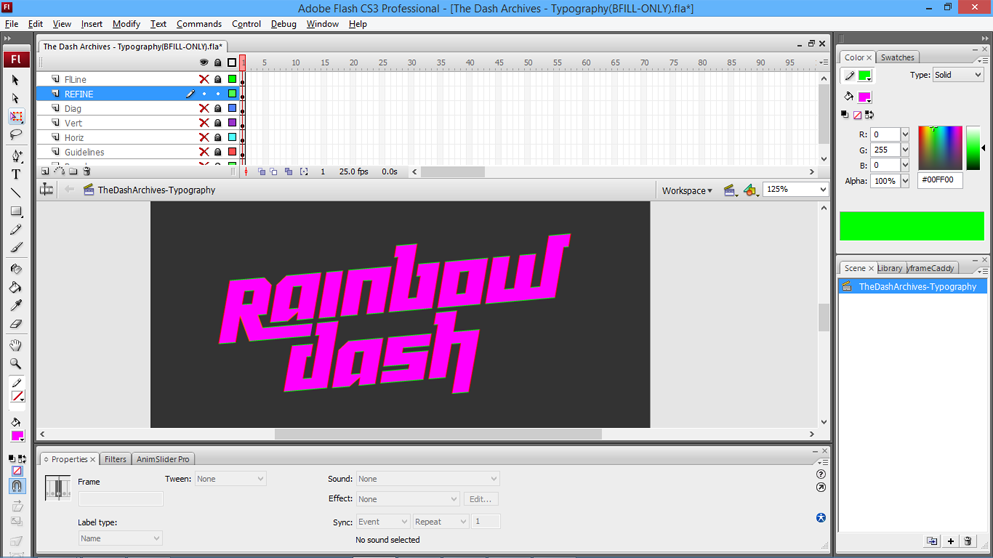 Adobe Flash CS3 Professional - [The Dash Archives - Typography(BFILL-ONLY).fla*]
File Edit View Insert Modify Text Commands Control Debug Window Help
Fl
The Dash Archives - Typography(BFILL-ONLY).fla*
1 5 10 15 20 25 30 35 40 45 50 55 60 65 70 75 80 85 90 95
FlLine
REFINE
Diag
Vert
Horiz
Guidelines
1 25.0 fps 0.0s
TheDashArchives-Typography
Workspace
125%
Rainbow
dash
Properties Filters AnimSlider Pro
Frame
Tween: None
Sound: None
Effect: None
Edit...
Label type:
Name
Sync: Event
Repeat
1
No sound selected
Color Swatches
Type: Solid
R: 0
G: 255
B: 0
Alpha: 100%
#00FF00
Scene Library yframeCaddy
TheDashArchives-Typography